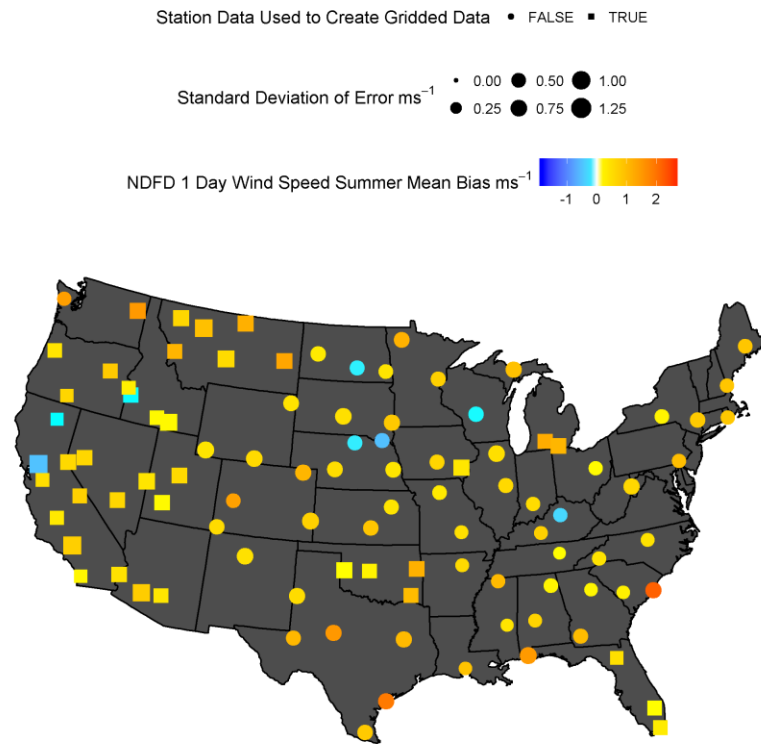 Station Data Used to Create Gridded Data FALSE TRUE
Standard Deviation of Error ms⁻¹ 0.00 0.50 1.00
0.25 0.75 1.25
NDFD 1 Day Wind Speed Summer Mean Bias ms⁻¹
-1 0 1 2